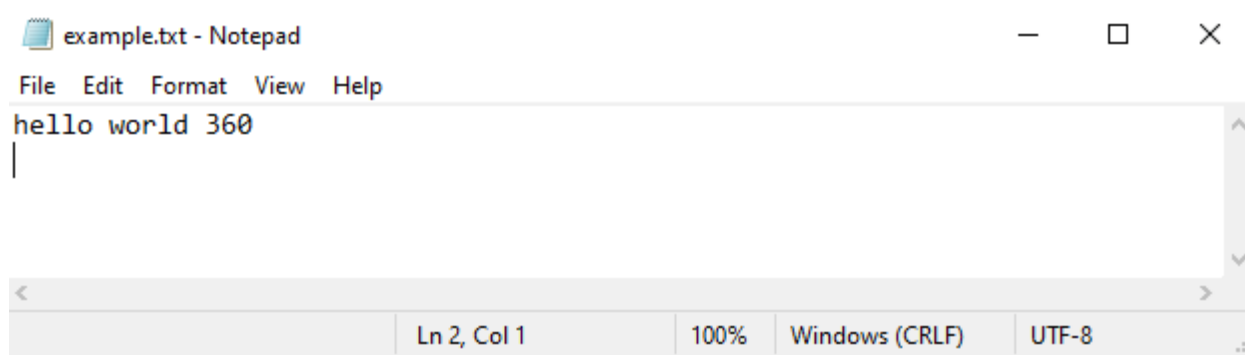 example.txt - Notepad
File Edit Format View Help
hello world 360
Ln 2, Col 1 100% Windows (CRLF) UTF-8